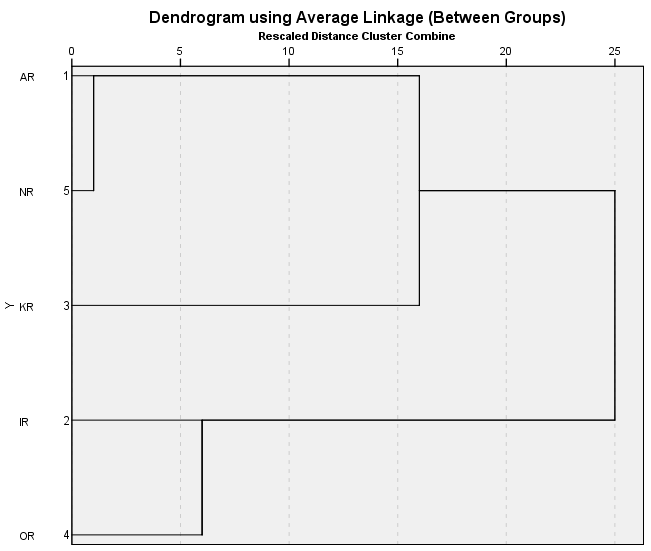 Dendrogram using Average Linkage (Between Groups)
Rescaled Distance Cluster Combine
0 5 10 15 20 25
AR 1
NR 5
Y
KR 3
IR 2
OR 4